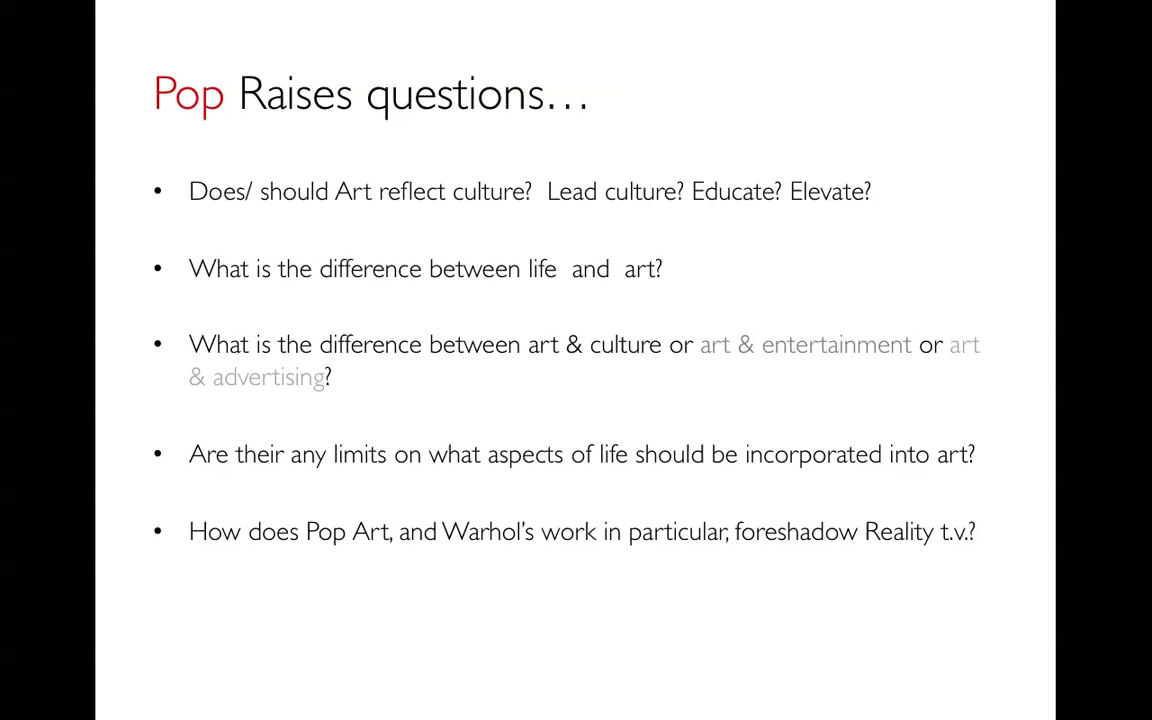 Pop Raises questions…
• Does/ should Art reflect culture?  Lead culture? Educate? Elevate?
• What is the difference between life  and  art?
• What is the difference between art & culture or art & entertainment or art
& advertising?
• Are their any limits on what aspects of life should be incorporated into art?
• How does Pop Art, and Warhol’s work in particular, foreshadow Reality t.v.?